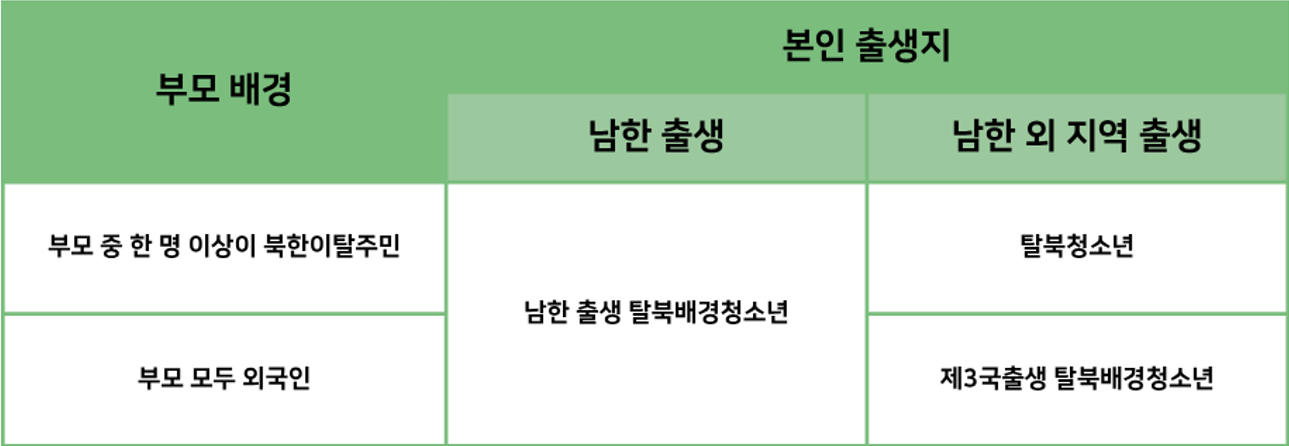 부모 배경
본인 출생지
남한 출생
남한 외 지역 출생
부모 중 한 명 이상이 북한이탈주민
남한 출생 탈북배경청소년
탈북청소년
부모 모두 외국인
제3국출생 탈북배경청소년